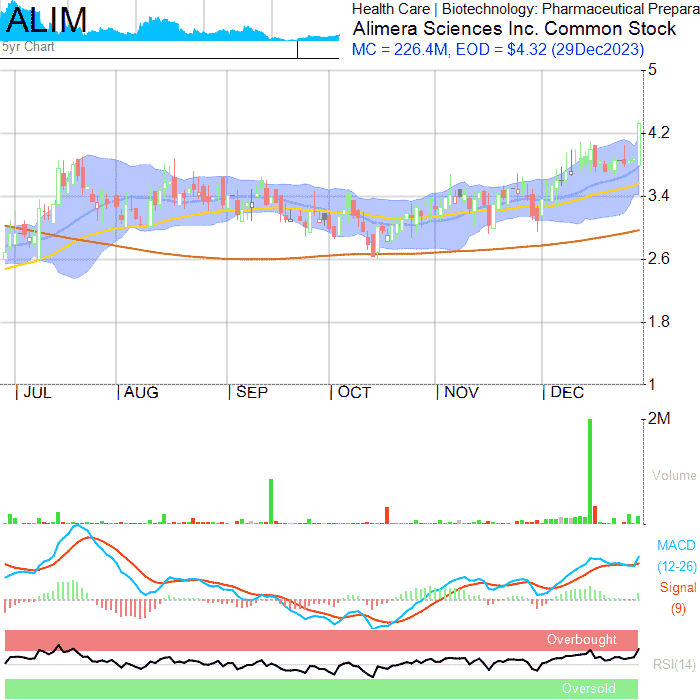 ALIM
5yr Chart
Health Care | Biotechnology: Pharmaceutical Prepara
Alimera Sciences Inc. Common Stock
MC = 226.4M, EOD = $4.32 (29Dec2023)
5
4.2
3.4
2.6
1.8
1
JUL AUG SEP OCT NOV DEC
2M
Volume
MACD
(12-26)
Signal
(9)
Overbought
RSI(14)
Oversold